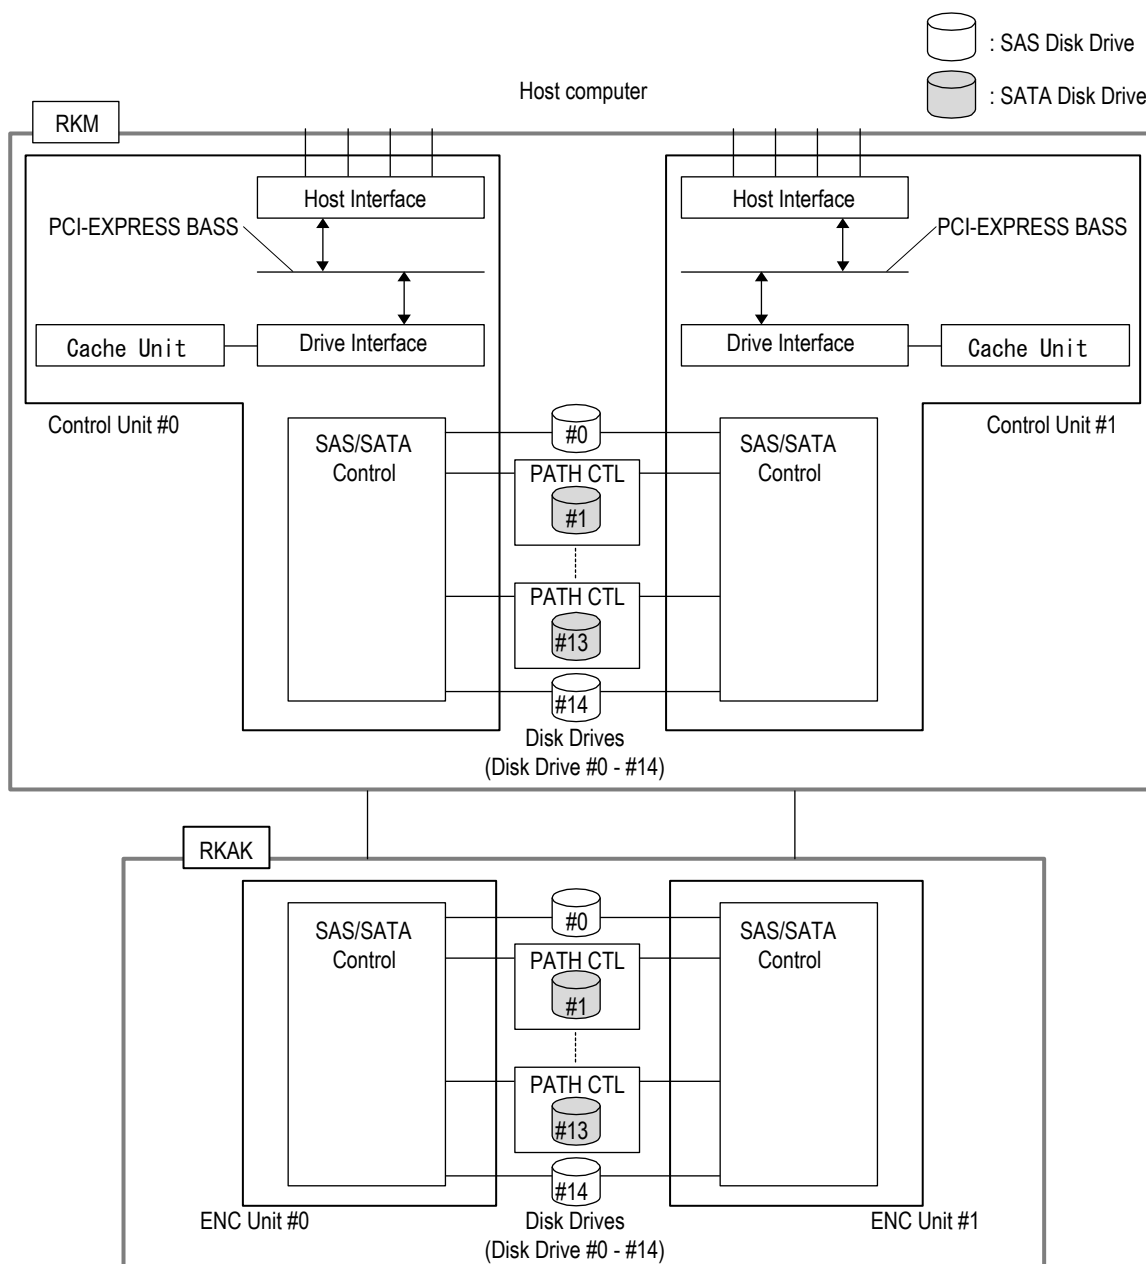 : SAS Disk Drive
: SATA Disk Drive
Host computer
RKM
Host Interface
Host Interface
PCI-EXPRESS BASS
PCI-EXPRESS BASS
Cache Unit
Drive Interface
Drive Interface
Cache Unit
Control Unit #0
Control Unit #1
SAS/SATA
Control
#0
SAS/SATA
Control
PATH CTL
#1
PATH CTL
#13
#14
Disk Drives
(Disk Drive #0 - #14)
RKAK
SAS/SATA
Control
#0
SAS/SATA
Control
PATH CTL
#1
PATH CTL
#13
#14
ENC Unit #0
Disk Drives
(Disk Drive #0 - #14)
ENC Unit #1